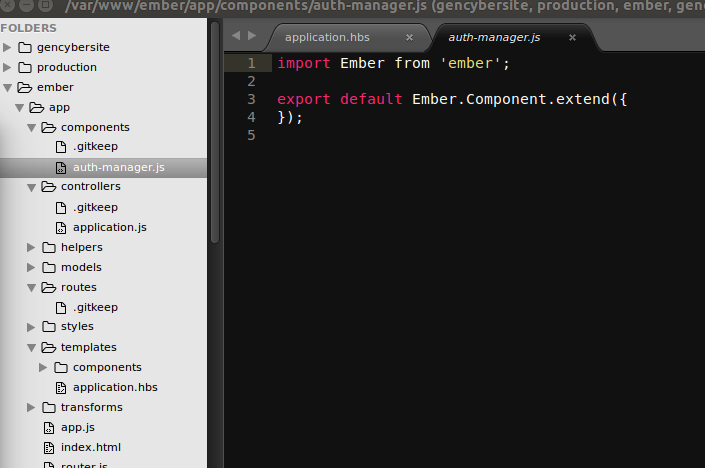 /var/www/ember/app/components/auth-manager.js (gencybersite, production, ember, gene
FOLDERS
gencybersite
production
ember
app
components
.gitkeep
auth-manager.js
controllers
.gitkeep
application.js
helpers
models
routes
.gitkeep
styles
templates
components
application.hbs
transforms
app.js
index.html
router.js
application.hbs ×
auth-manager.js ×
1 import Ember from 'ember';
2
3 export default Ember.Component.extend({
4 });
5